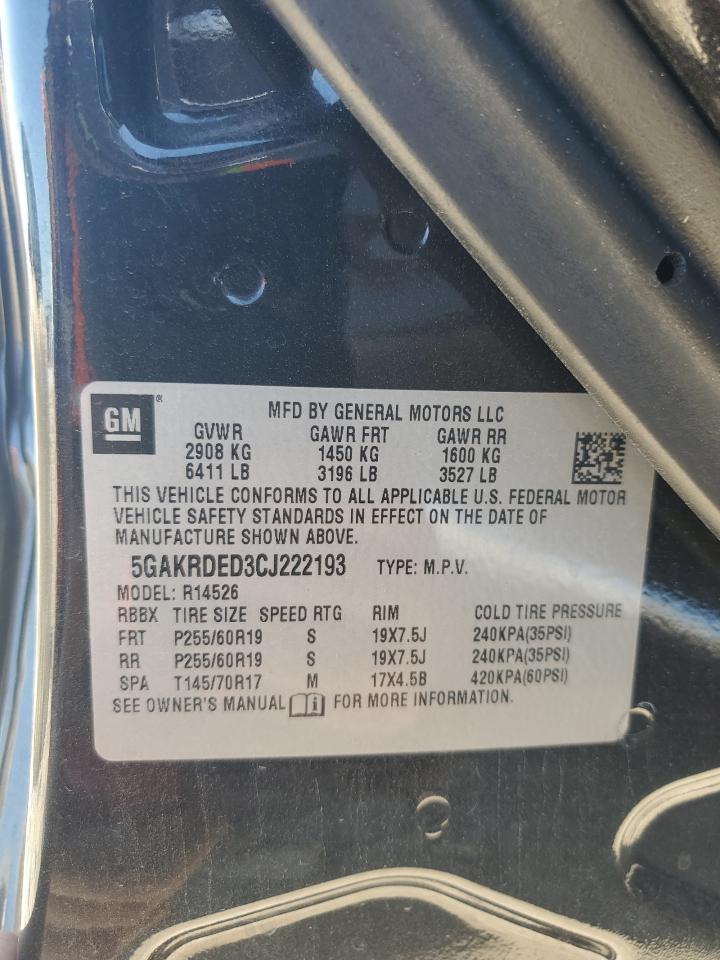 GM ® MFD BY GENERAL MOTORS LLC
GVWR GAWR FRT GAWR RR
2908 KG 1450 KG 1600 KG
6411 LB 3196 LB 3527 LB
THIS VEHICLE CONFORMS TO ALL APPLICABLE U.S. FEDERAL MOTOR
VEHICLE SAFETY STANDARDS IN EFFECT ON THE DATE OF
MANUFACTURE SHOWN ABOVE.
5GAKRDED3CJ222193 TYPE: M.P.V.
MODEL: R14526
RBBX TIRE SIZE SPEED RTG RIM COLD TIRE PRESSURE
FRT P255/60R19 S 19X7.5J 240KPA(35PSI)
RR P255/60R19 S 19X7.5J 240KPA(35PSI)
SPA T145/70R17 M 17X4.5B 420KPA(60PSI)
SEE OWNER'S MANUAL i FOR MORE INFORMATION.